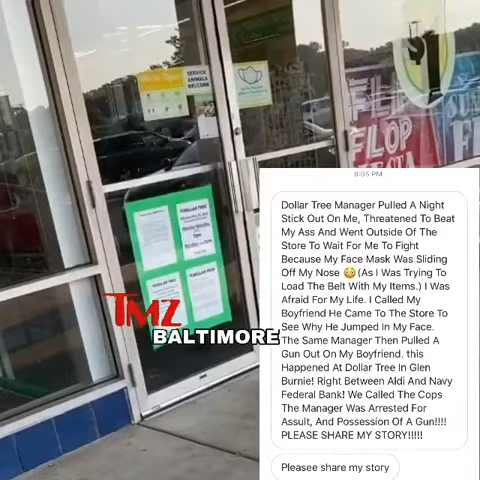 SERVICE
ANIMALS
WELCOME
FLIP
FLOP
DOLLAR TREE
DOLLAR TREE
TMZ
BALTIMORE
8:05 PM
Dollar Tree Manager Pulled A Night
Stick Out On Me, Threatened To Beat
My Ass And Went Outside Of The
Store To Wait For Me To Fight
Because My Face Mask Was Sliding
Off My Nose 😳(As I Was Trying To
Load The Belt With My Items.) I Was
Afraid For My Life. I Called My
Boyfriend He Came To The Store To
See Why He Jumped In My Face.
The Same Manager Then Pulled A
Gun Out On My Boyfriend. this
Happened At Dollar Tree In Glen
Burnie! Right Between Aldi And Navy
Federal Bank! We Called The Cops
The Manager Was Arrested For
Assult, And Possession Of A Gun!!!!
PLEASE SHARE MY STORY!!!!!
Pleasee share my story